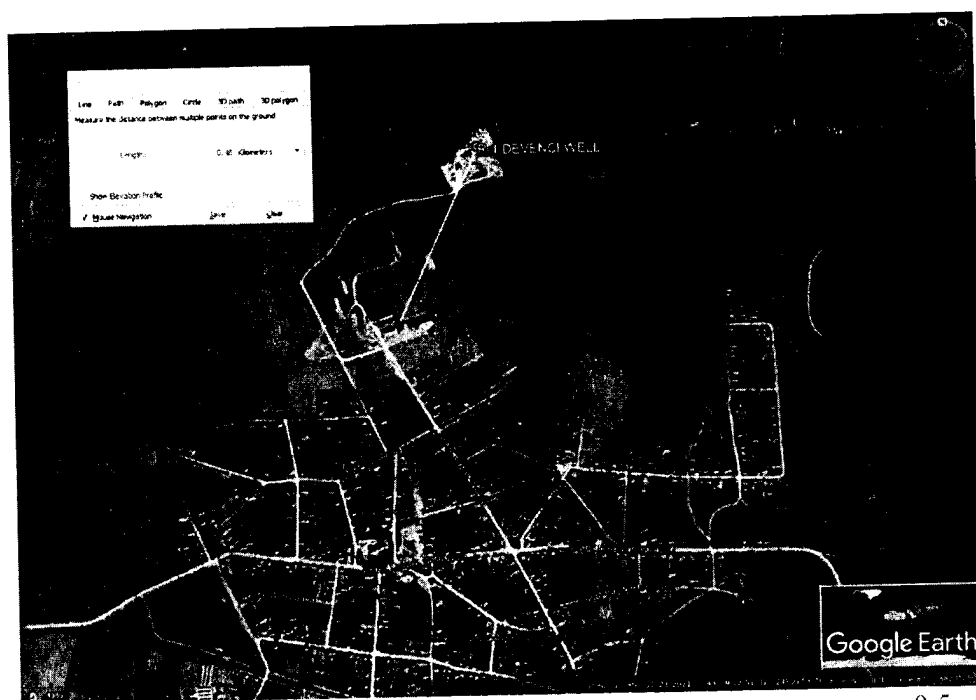 Line Path Polygon Circle 3D path 3D polygon
Measure the distance between multiple points on the ground
Length: Kilometers
Show Elevation Profile
✓ Mouse Navigation Save Clear
DEVENCI WELL
Google Earth